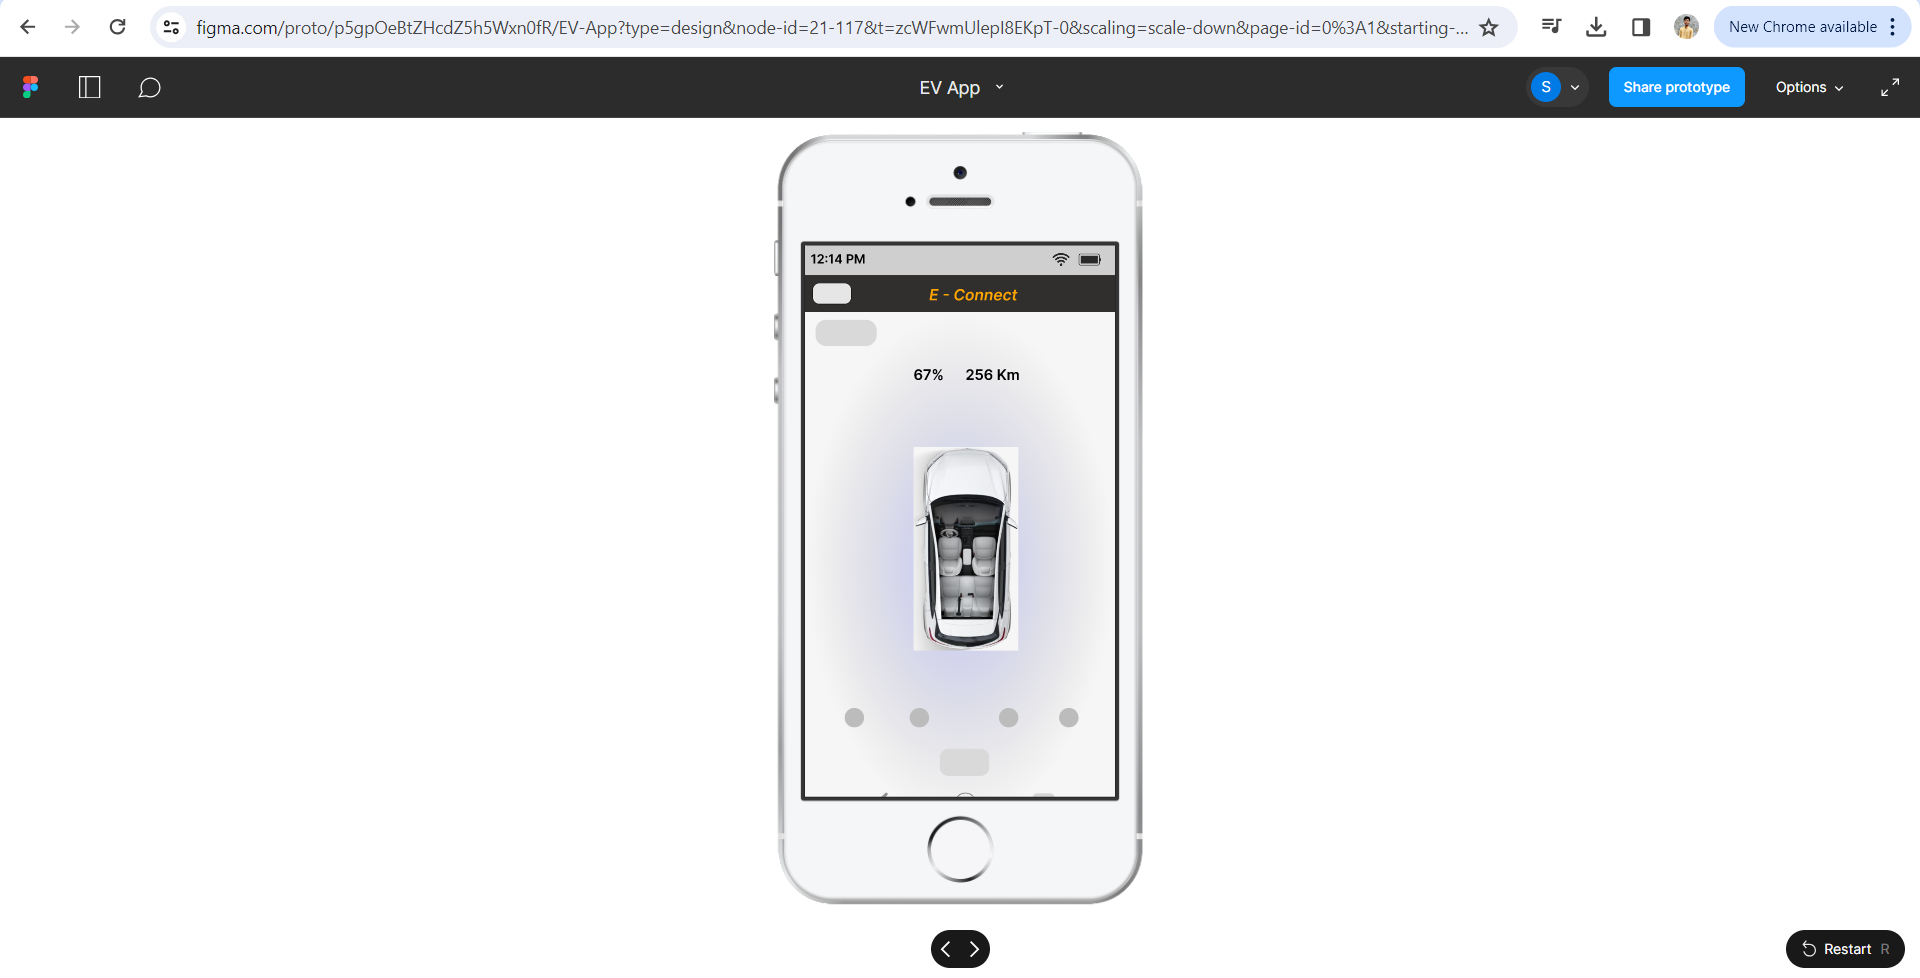 figma.com/proto/p5gpOeBtZHcdZ5h5Wxn0fR/EV-App?type=design&node-id=21-117&t=zcWFwmUlepI8EKpT-0&scaling=scale-down&page-id=0%3A1&starting-...
New Chrome available
EV App
S
Share prototype
Options
12:14 PM
E - Connect
67% 256 Km
Restart R